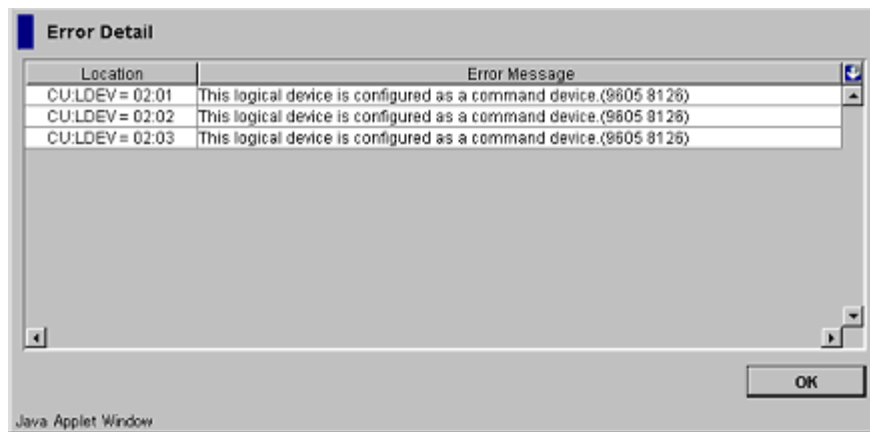 Error Detail
Location Error Message
CU:LDEV = 02:01 This logical device is configured as a command device.(9605 8126)
CU:LDEV = 02:02 This logical device is configured as a command device.(9605 8126)
CU:LDEV = 02:03 This logical device is configured as a command device.(9605 8126)
OK
Java Applet Window